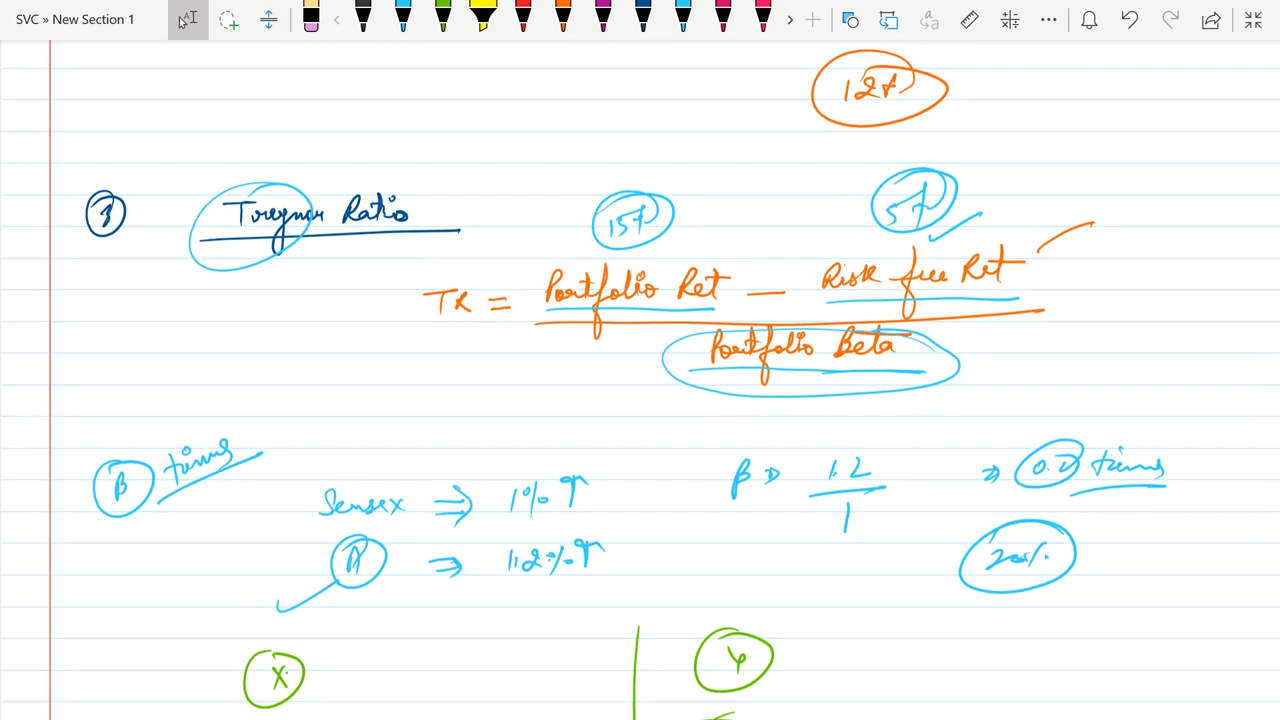 SVC » New Section 1
12%
3 Treynor Ratio
15% 5%
TR = Portfolio Ret — Risk free Ret
Portfolio Beta
β times
Sensex ⇒ 1% ↑ β ⇒ 1.2 / 1 ⇒ 0.2 times
A ⇒ 1.2% ↑ 20%
X Y